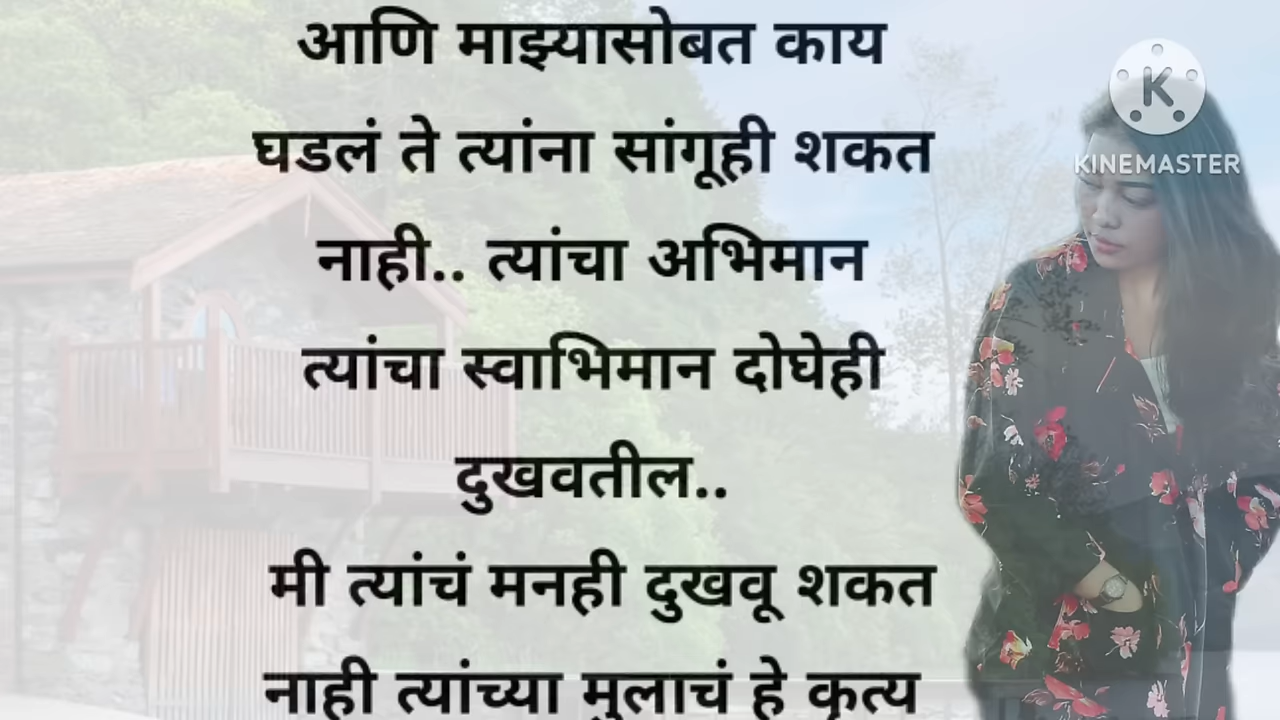 आणि माझ्यासोबत काय
घडलं ते त्यांना सांगूही शकत
नाही.. त्यांचा अभिमान
त्यांचा स्वाभिमान दोघेही
दुखवतील..
मी त्यांचं मनही दुखवू शकत
नाही त्यांच्या मुलाचं हे कृत्य
K
KINEMASTER